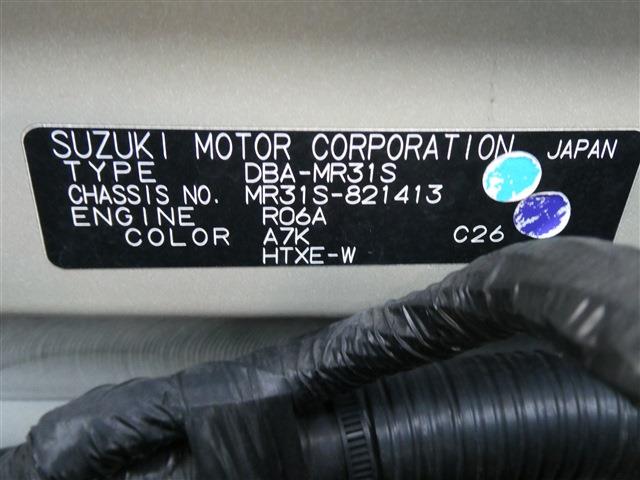 SUZUKI MOTOR CORPORATION JAPAN
TYPE DBA-MR31S
CHASSIS NO. MR31S-821413
ENGINE R06A
COLOR A7K C26
HTXE-W